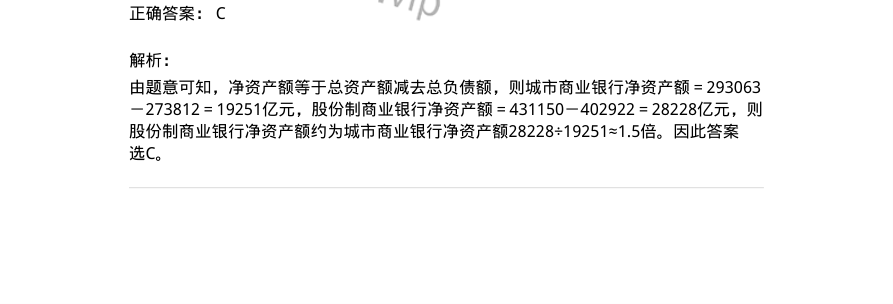 正确答案： C
解析：
由题意可知，净资产额等于总资产额减去总负债额，则城市商业银行净资产额＝293063
－273812＝19251亿元，股份制商业银行净资产额＝431150－402922＝28228亿元，则
股份制商业银行净资产额约为城市商业银行净资产额28228÷19251≈1.5倍。因此答案
选C。